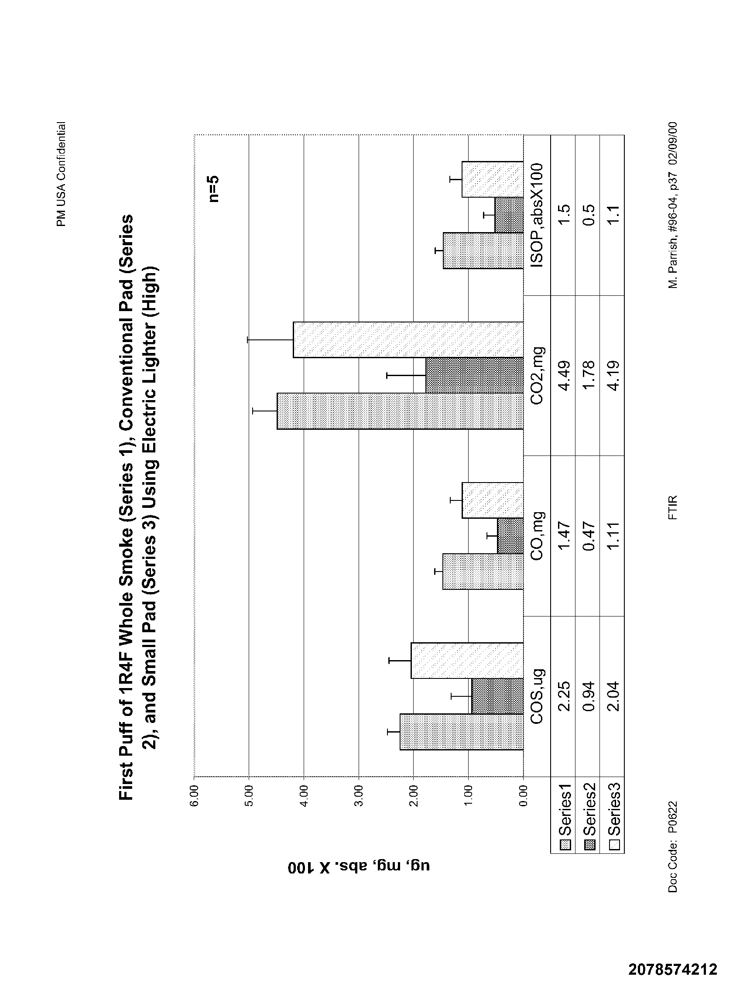 PM USA Confidential
First Puff of 1R4F Whole Smoke (Series 1), Conventional Pad (Series
2), and Small Pad (Series 3) Using Electric Lighter (High)
n=5
6.00
5.00
4.00
3.00
2.00
1.00
0.00
ug, mg, abs. X 100
COS,ug CO,mg CO2,mg ISOP,absX100
Series1 2.25 1.47 4.49 1.5
Series2 0.94 0.47 1.78 0.5
Series3 2.04 1.11 4.19 1.1
Doc Code: P0622 FTIR M. Parrish, #96-04, p37 02/09/00
2078574212